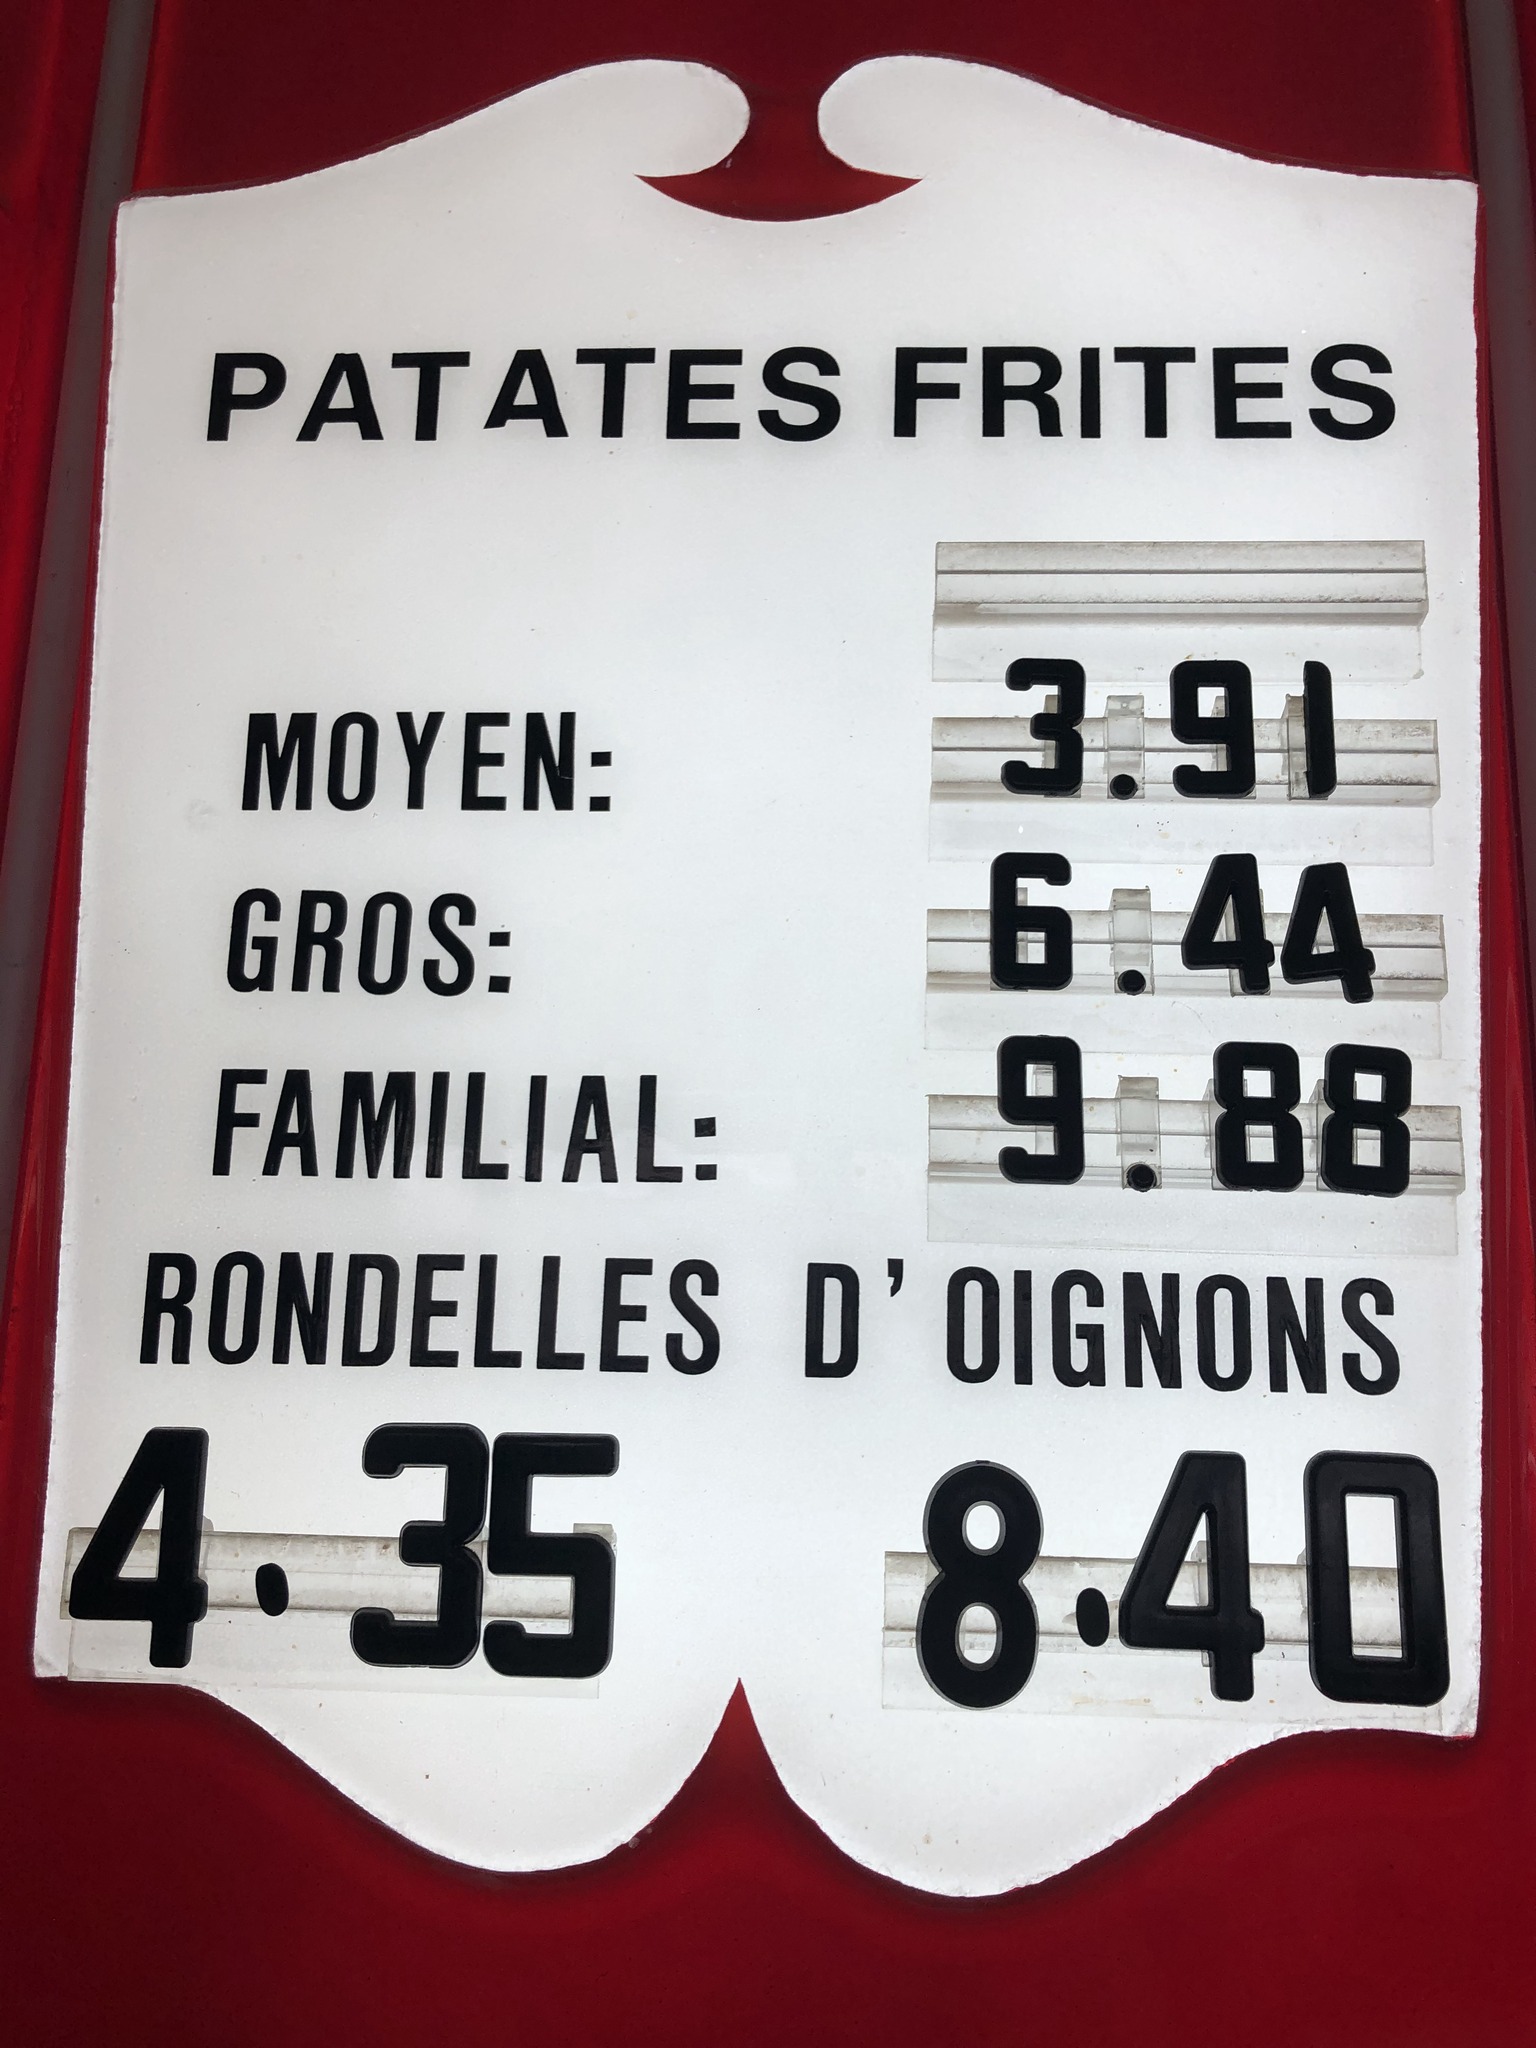 PATATES FRITES
MOYEN: 3.91
GROS: 6.44
FAMILIAL: 9.88
RONDELLES D'OIGNONS
4.35 8.40